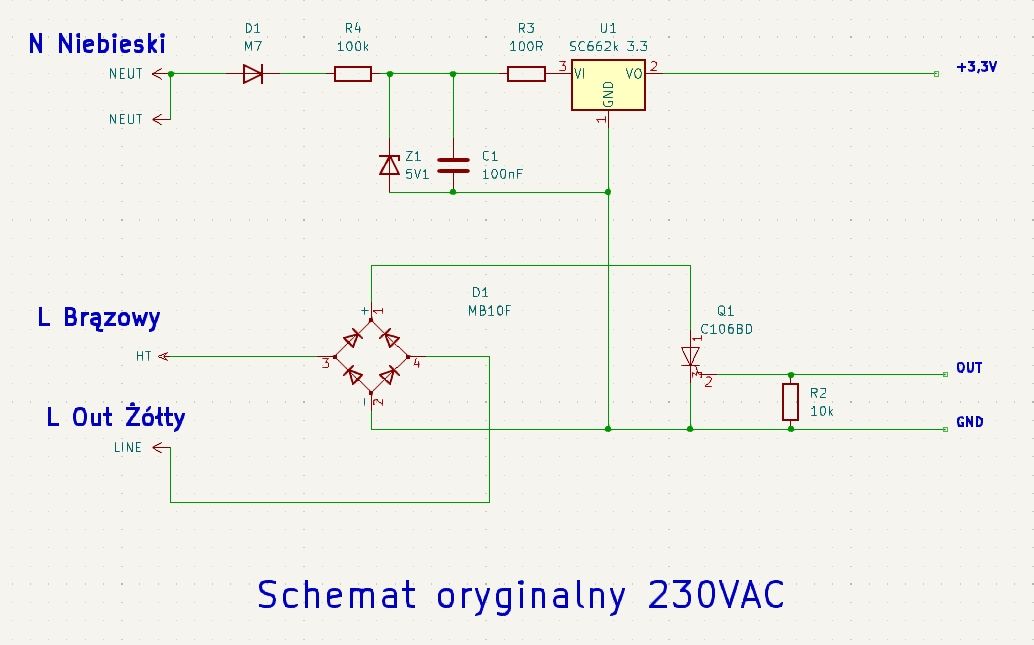 N Niebieski
NEUT
NEUT
D1
M7
R4
100k
R3
100R
U1
SC662k 3.3
3
VI
VO
2
GND
1
+3,3V
Z1
5V1
C1
100nF
L Brązowy
HT
D1
MB10F
+
1
3
4
-
2
Q1
C106BD
1
3
2
OUT
R2
10k
GND
L Out Żółty
LINE
Schemat oryginalny 230VAC